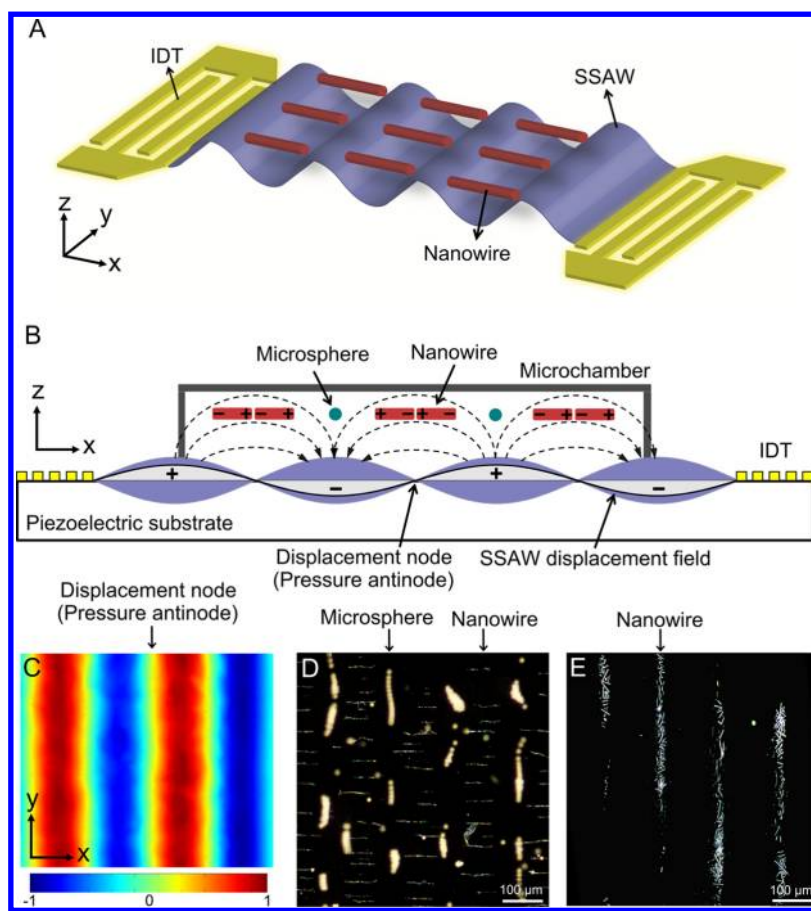 A
IDT
SSAW
z
y
x
Nanowire
B
Microsphere
Nanowire
Microchamber
z
x
− + − +
+ − + −
− + − +
IDT
+
−
+
−
Piezoelectric substrate
Displacement node
(Pressure antinode)
SSAW displacement field
Displacement node
(Pressure antinode)
Microsphere
Nanowire
Nanowire
C
D
E
y
x
100 μm
100 μm
-1
0
1